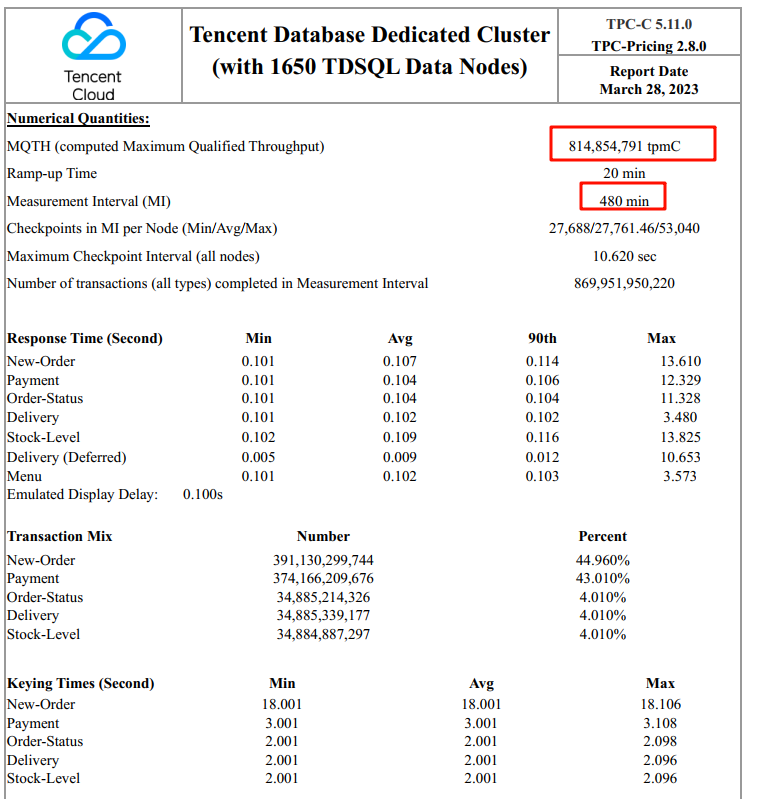 Tencent
Cloud
Tencent Database Dedicated Cluster
(with 1650 TDSQL Data Nodes)
TPC-C 5.11.0
TPC-Pricing 2.8.0
Report Date
March 28, 2023
Numerical Quantities:
MQTH (computed Maximum Qualified Throughput) 814,854,791 tpmC
Ramp-up Time 20 min
Measurement Interval (MI) 480 min
Checkpoints in MI per Node (Min/Avg/Max) 27,688/27,761.46/53,040
Maximum Checkpoint Interval (all nodes) 10.620 sec
Number of transactions (all types) completed in Measurement Interval 869,951,950,220
Response Time (Second) Min Avg 90th Max
New-Order 0.101 0.107 0.114 13.610
Payment 0.101 0.104 0.106 12.329
Order-Status 0.101 0.104 0.104 11.328
Delivery 0.101 0.102 0.102 3.480
Stock-Level 0.102 0.109 0.116 13.825
Delivery (Deferred) 0.005 0.009 0.012 10.653
Menu 0.101 0.102 0.103 3.573
Emulated Display Delay: 0.100s
Transaction Mix Number Percent
New-Order 391,130,299,744 44.960%
Payment 374,166,209,676 43.010%
Order-Status 34,885,214,326 4.010%
Delivery 34,885,339,177 4.010%
Stock-Level 34,884,887,297 4.010%
Keying Times (Second) Min Avg Max
New-Order 18.001 18.001 18.106
Payment 3.001 3.001 3.108
Order-Status 2.001 2.001 2.098
Delivery 2.001 2.001 2.096
Stock-Level 2.001 2.001 2.096